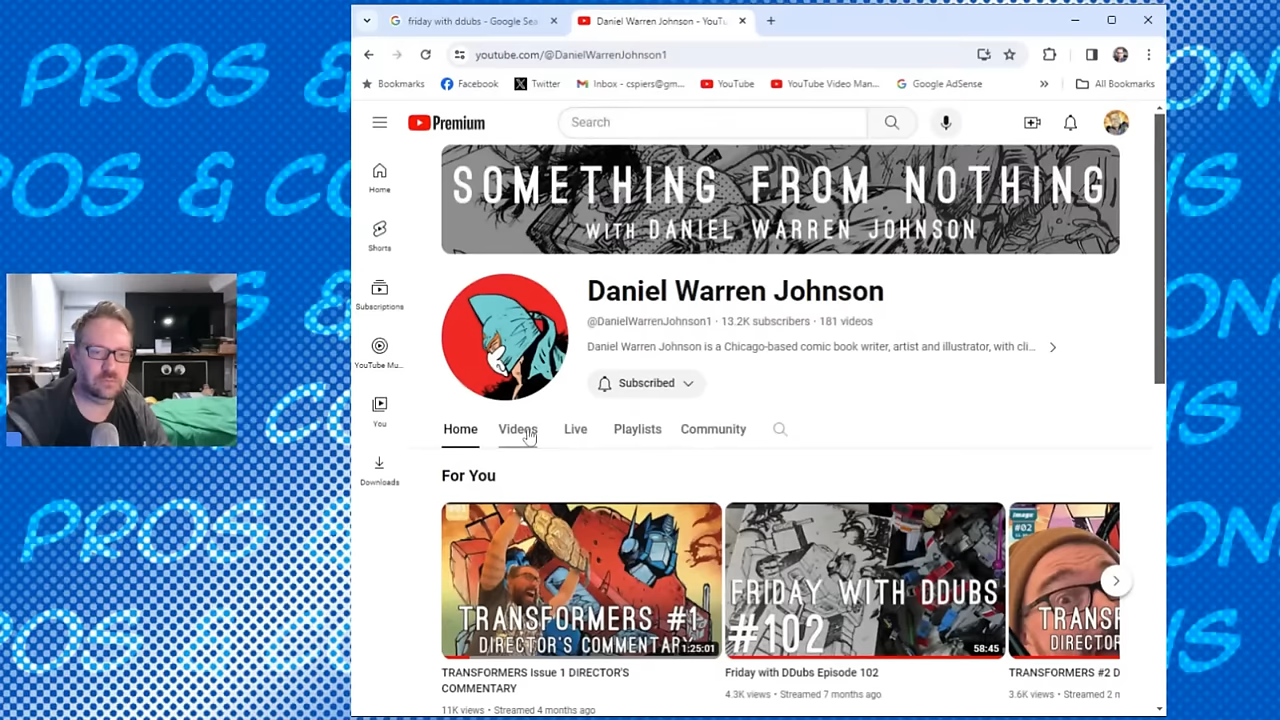 PROS &
friday with ddubs - Google Sea
Daniel Warren Johnson - YouTu
youtube.com/@DanielWarrenJohnson1
Bookmarks
Facebook
Twitter
Inbox - cspiers@gm...
YouTube
YouTube Video Man...
Google AdSense
All Bookmarks
Premium
Search
Home
Shorts
Subscriptions
YouTube Mu...
You
Downloads
SOMETHING FROM NOTHING
WITH DANIEL WARREN JOHNSON
Daniel Warren Johnson
@DanielWarrenJohnson1 · 13.2K subscribers · 181 videos
Daniel Warren Johnson is a Chicago-based comic book writer, artist and illustrator, with cli...
Subscribed
Home
Videos
Live
Playlists
Community
For You
TRANSFORMERS #1
DIRECTOR'S COMMENTARY
1:25:01
TRANSFORMERS Issue 1 DIRECTOR'S
COMMENTARY
11K views • Streamed 4 months ago
FRIDAY WITH DDUBS
#102
58:45
Friday with DDubs Episode 102
4.3K views • Streamed 7 months ago
image
#02
TRANSF
DIRECTOR
TRANSFORMERS #2 D
3.6K views • Streamed 2 n